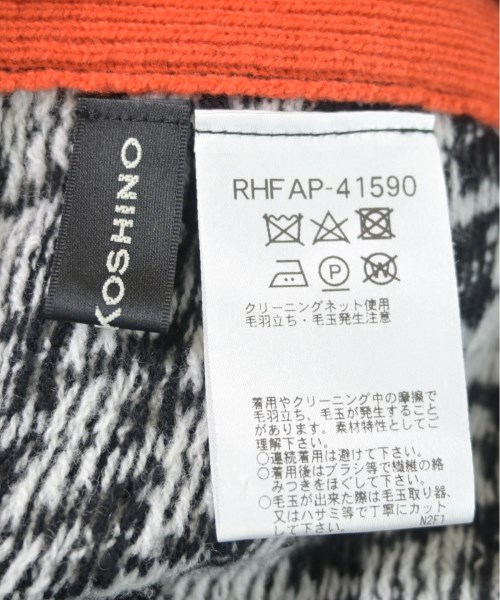 KOSHINO
RHFAP-41590
P
W
クリーニングネット使用
毛羽立ち・毛玉発生注意
着用やクリーニング中の摩擦で
毛羽立ち、毛玉が発生すること
があります。素材特性としてご
理解下さい。
○連続着用は避けて下さい。
○着用後はブラシ等で繊維の絡
みつきをほぐして下さい。
○毛玉が出来た際は毛玉取り器、
又はハサミ等で丁寧にカット
して下さい。
N2F1